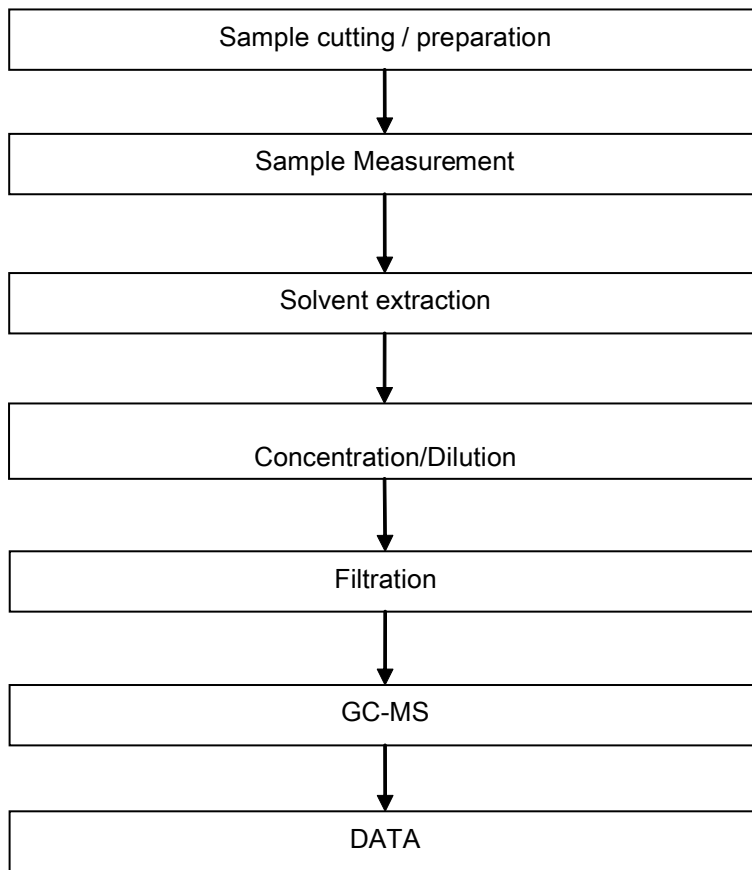 Sample cutting / preparation
Sample Measurement
Solvent extraction
Concentration/Dilution
Filtration
GC-MS
DATA